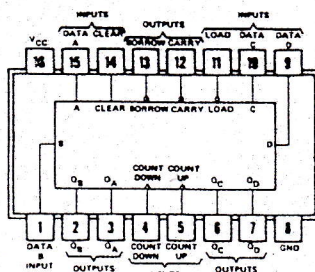 INPUTS OUTPUTS INPUTS
VCC DATA A CLEAR BORROW CARRY LOAD DATA C DATA D
16 15 14 13 12 11 10 9
A CLEAR BORROW CARRY LOAD C
B D
COUNT DOWN COUNT UP
QB QA QC QD
1 2 3 4 5 6 7 8
DATA B INPUT QB QA COUNT DOWN COUNT UP QC QD GND
OUTPUTS OUTPUTS